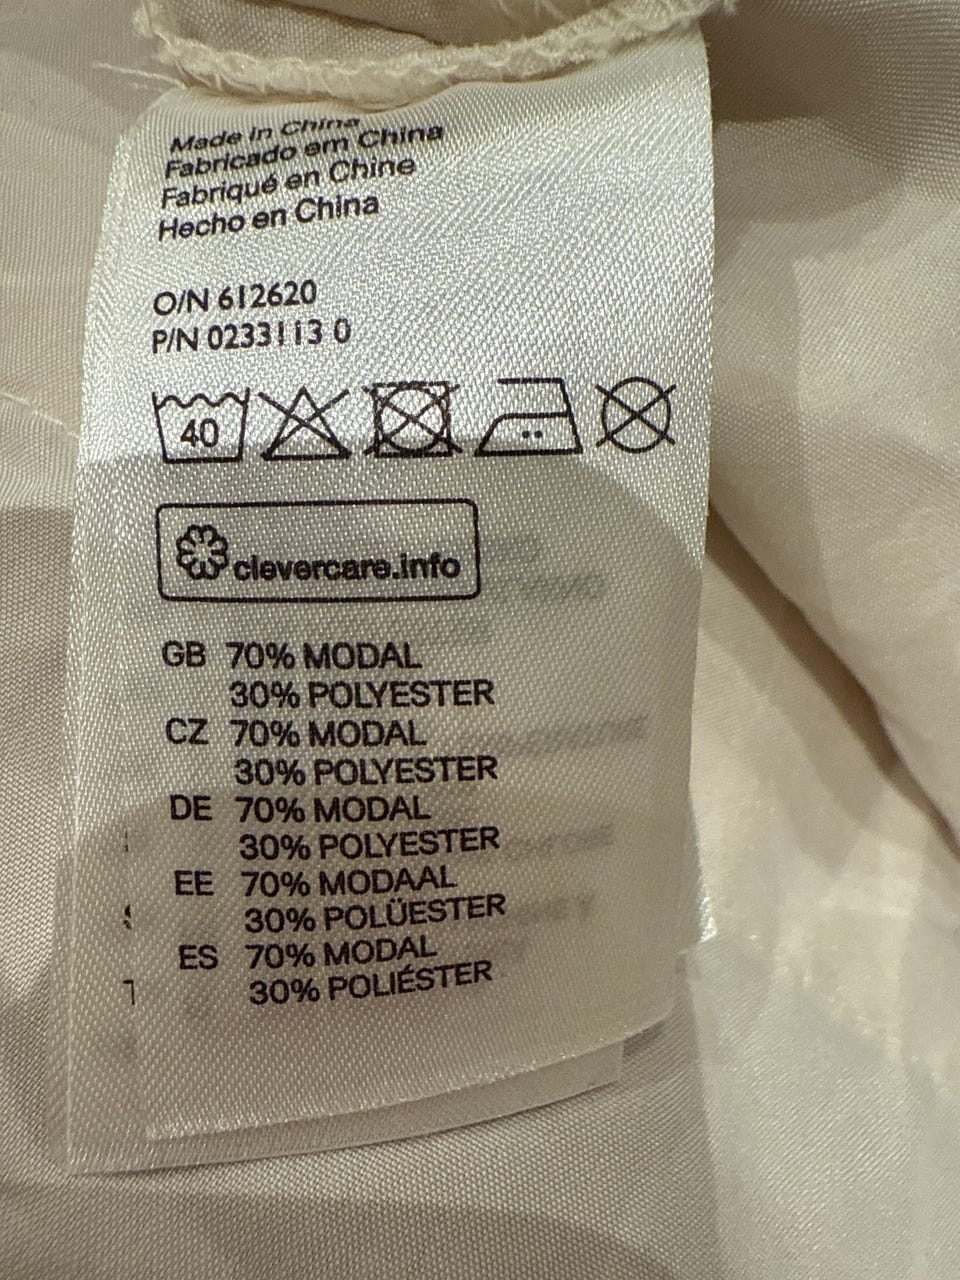 Made in China
Fabricado em China
Fabriqué en Chine
Hecho en China
O/N 612620
P/N 0233113 0
40
clevercare.info
GB 70% MODAL
30% POLYESTER
CZ 70% MODAL
30% POLYESTER
DE 70% MODAL
30% POLYESTER
EE 70% MODAAL
30% POLÜESTER
ES 70% MODAL
30% POLIÉSTER